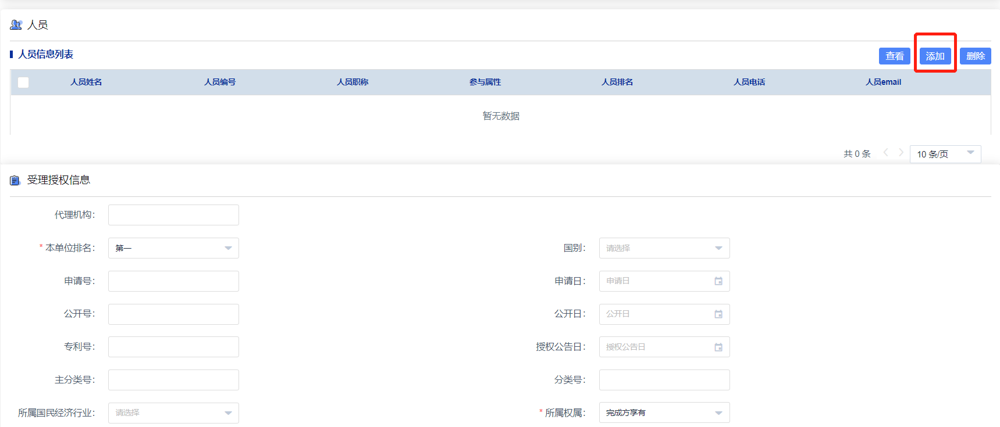 人员
人员信息列表 查看 添加 删除
人员姓名 人员编号 人员职称 参与属性 人员排名 人员电话 人员email
暂无数据
共 0 条 10 条/页
受理授权信息
代理机构：
* 本单位排名： 第一 国别： 请选择
申请号： 申请日： 申请日
公开号： 公开日： 公开日
专利号： 授权公告日： 授权公告日
主分类号： 分类号：
所属国民经济行业： 请选择 * 所属权属： 完成方享有